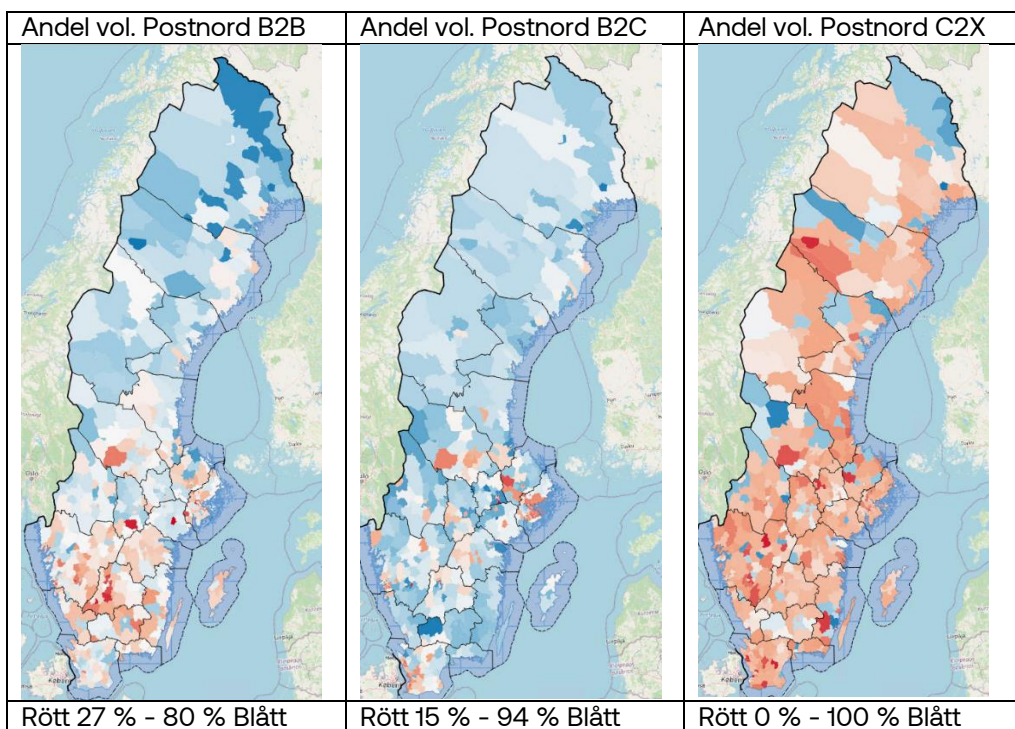 Andel vol. Postnord B2B
Andel vol. Postnord B2C
Andel vol. Postnord C2X
Rött 27 % - 80 % Blått
Rött 15 % - 94 % Blått
Rött 0 % - 100 % Blått